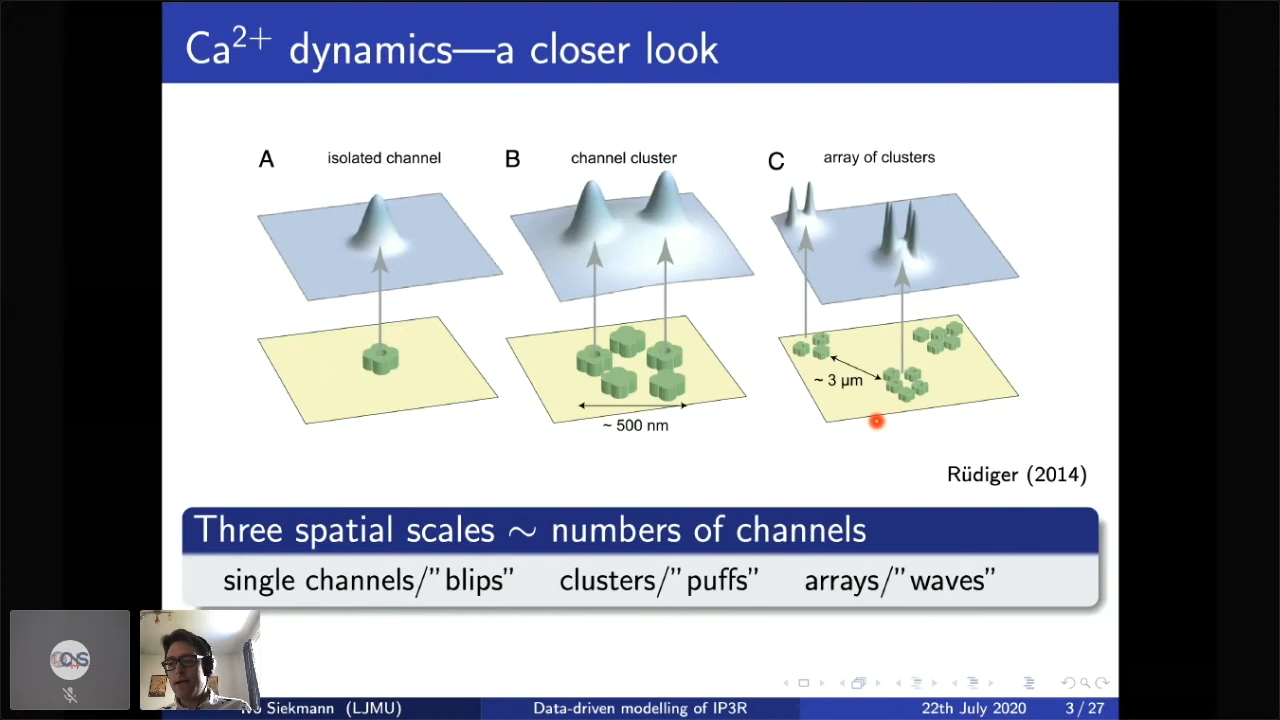 Ca2+ dynamics—a closer look
A isolated channel B channel cluster C array of clusters
~ 3 µm
~ 500 nm
Rüdiger (2014)
Three spatial scales ∼ numbers of channels
single channels/”blips” clusters/”puffs” arrays/”waves”
Siekmann (LJMU) Data-driven modelling of IP3R 22th July 2020 3 / 27